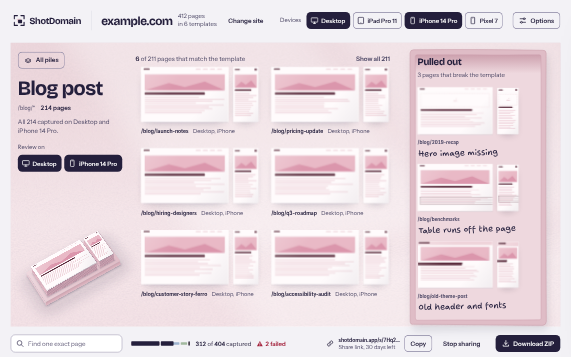 ShotDomain
example.com
412 pages
in 6 templates
Change site
Devices
Desktop
iPad Pro 11
iPhone 14 Pro
Pixel 7
Options
All piles
Blog post
/blog/* 214 pages
All 214 captured on Desktop and
iPhone 14 Pro.
Review on
Desktop
iPhone 14 Pro
6 of 211 pages that match the template
Show all 211
/blog/launch-notes Desktop, iPhone
/blog/pricing-update Desktop, iPhone
/blog/hiring-designers Desktop, iPhone
/blog/q3-roadmap Desktop, iPhone
/blog/customer-story-ferro Desktop, iPhone
/blog/accessibility-audit Desktop, iPhone
Pulled out
3 pages that break the template
/blog/2019-recap
Hero image missing
/blog/benchmarks
Table runs off the page
/blog/old-theme-post
Old header and fonts
Find one exact page
312 of 404 captured
2 failed
Share link, 30 days left
Copy
Stop sharing
Download ZIP